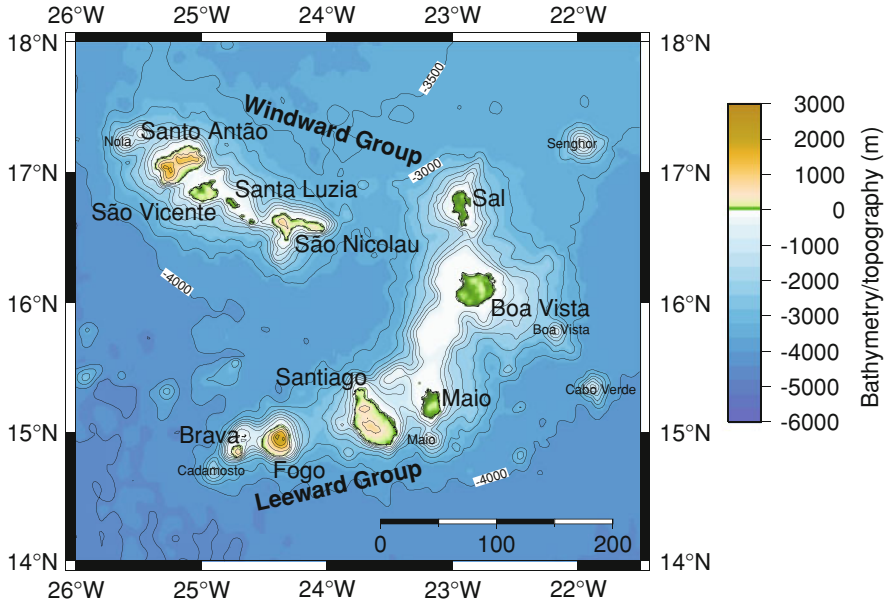 26°W 25°W 24°W 23°W 22°W
18°N 18°N
-3500
Windward Group
3000
Nola Santo Antão
2000
Senghor
17°N 17°N
-3000
1000
Santa Luzia
Sal
São Vicente
0
São Nicolau
-1000
-4000
-2000
16°N 16°N
Boa Vista
Boa Vista
-3000
-4000
Santiago
Cabo Verde
-5000
Maio
-6000
Bathymetry/topography (m)
15°N 15°N
Brava
Maio
Cadamosto
Fogo
-4000
Leeward Group
0 100 200
14°N 14°N
26°W 25°W 24°W 23°W 22°W